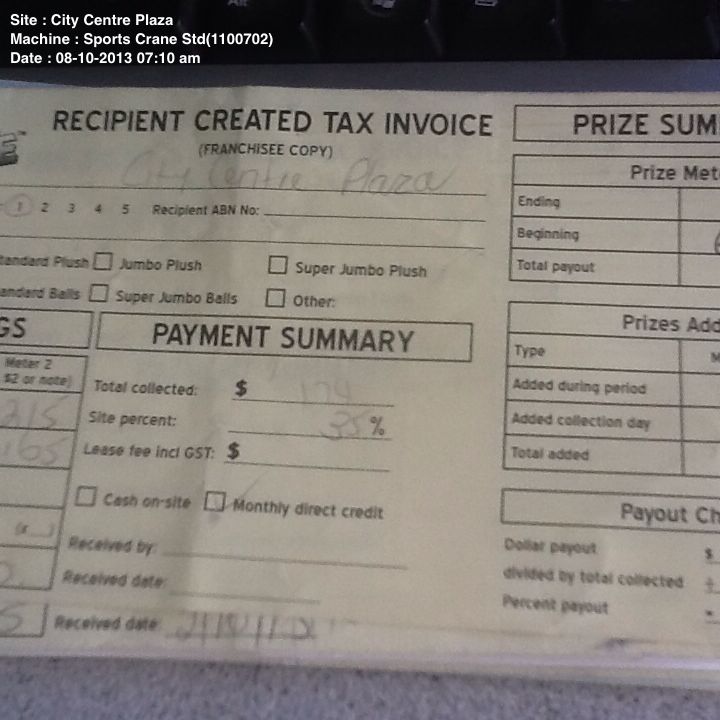 Site : City Centre Plaza
Machine : Sports Crane Std(1100702)
Date : 08-10-2013 07:10 am
RECIPIENT CREATED TAX INVOICE
(FRANCHISEE COPY)
City Centre Plaza
1 2 3 4 5 Recipient ABN No:
Standard Plush Jumbo Plush Super Jumbo Plush
Standard Balls Super Jumbo Balls Other:
GS
Meter 2
$2 or note)
215
165
(x )
PAYMENT SUMMARY
Total collected: $ 174
Site percent: 35%
Lease fee incl GST: $
Cash on-site Monthly direct credit
Received by:
Received date:
Received date:
PRIZE SUM
Prize Met
Ending
Beginning
Total payout
Prizes Add
Type M
Added during period
Added collection day
Total added
Payout Ch
Dollar payout $
divided by total collected ÷
Percent payout